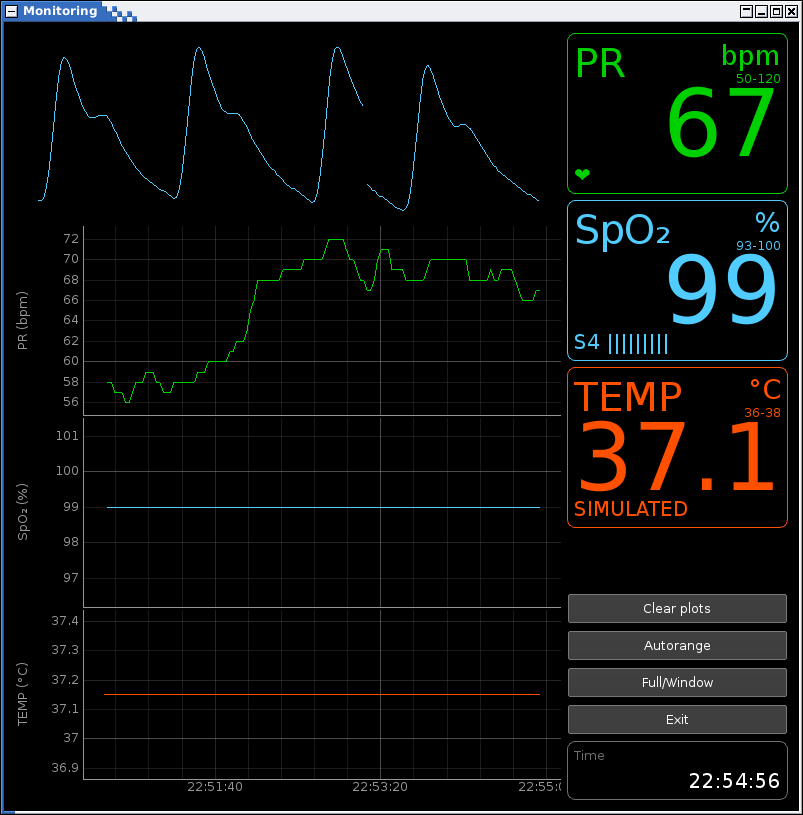 Monitoring
PR bpm
50-120
67
❤
SpO₂ %
93-100
99
S4 |||||||||
TEMP °C
36-38
37.1
SIMULATED
PR (bpm)
72
70
68
66
64
62
60
58
56
SpO₂ (%)
101
100
99
98
97
TEMP (°C)
37.4
37.3
37.2
37.1
37
36.9
22:51:40 22:53:20 22:55:0
Clear plots
Autorange
Full/Window
Exit
Time
22:54:56